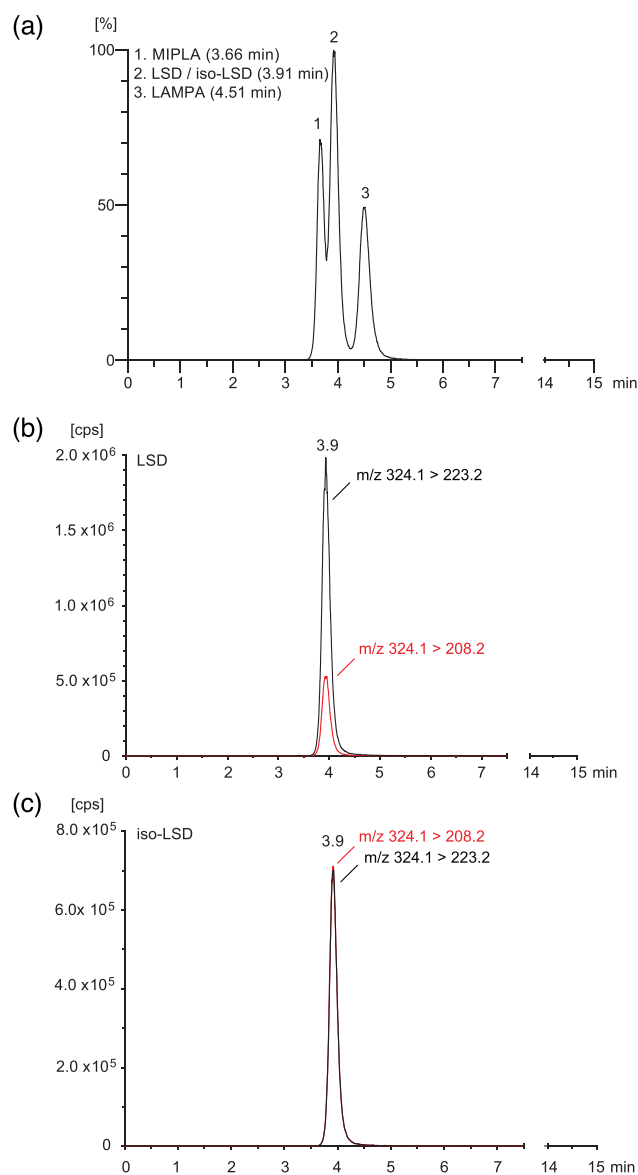 (a)
[%]
1. MIPLA (3.66 min)
2. LSD / iso-LSD (3.91 min)
3. LAMPA (4.51 min)
2
1
3
100
50
0
0 1 2 3 4 5 6 7 14 15 min
(b)
[cps]
LSD
3.9
m/z 324.1 > 223.2
m/z 324.1 > 208.2
2.0 x10⁶
1.5 x10⁶
1.0 x10⁶
5.0 x10⁵
0
0 1 2 3 4 5 6 7 14 15 min
(c)
[cps]
iso-LSD
3.9
m/z 324.1 > 208.2
m/z 324.1 > 223.2
8.0 x10⁵
6.0x 10⁵
4.0 x10⁵
2.0 x10⁵
0
0 1 2 3 4 5 6 7 14 15 min